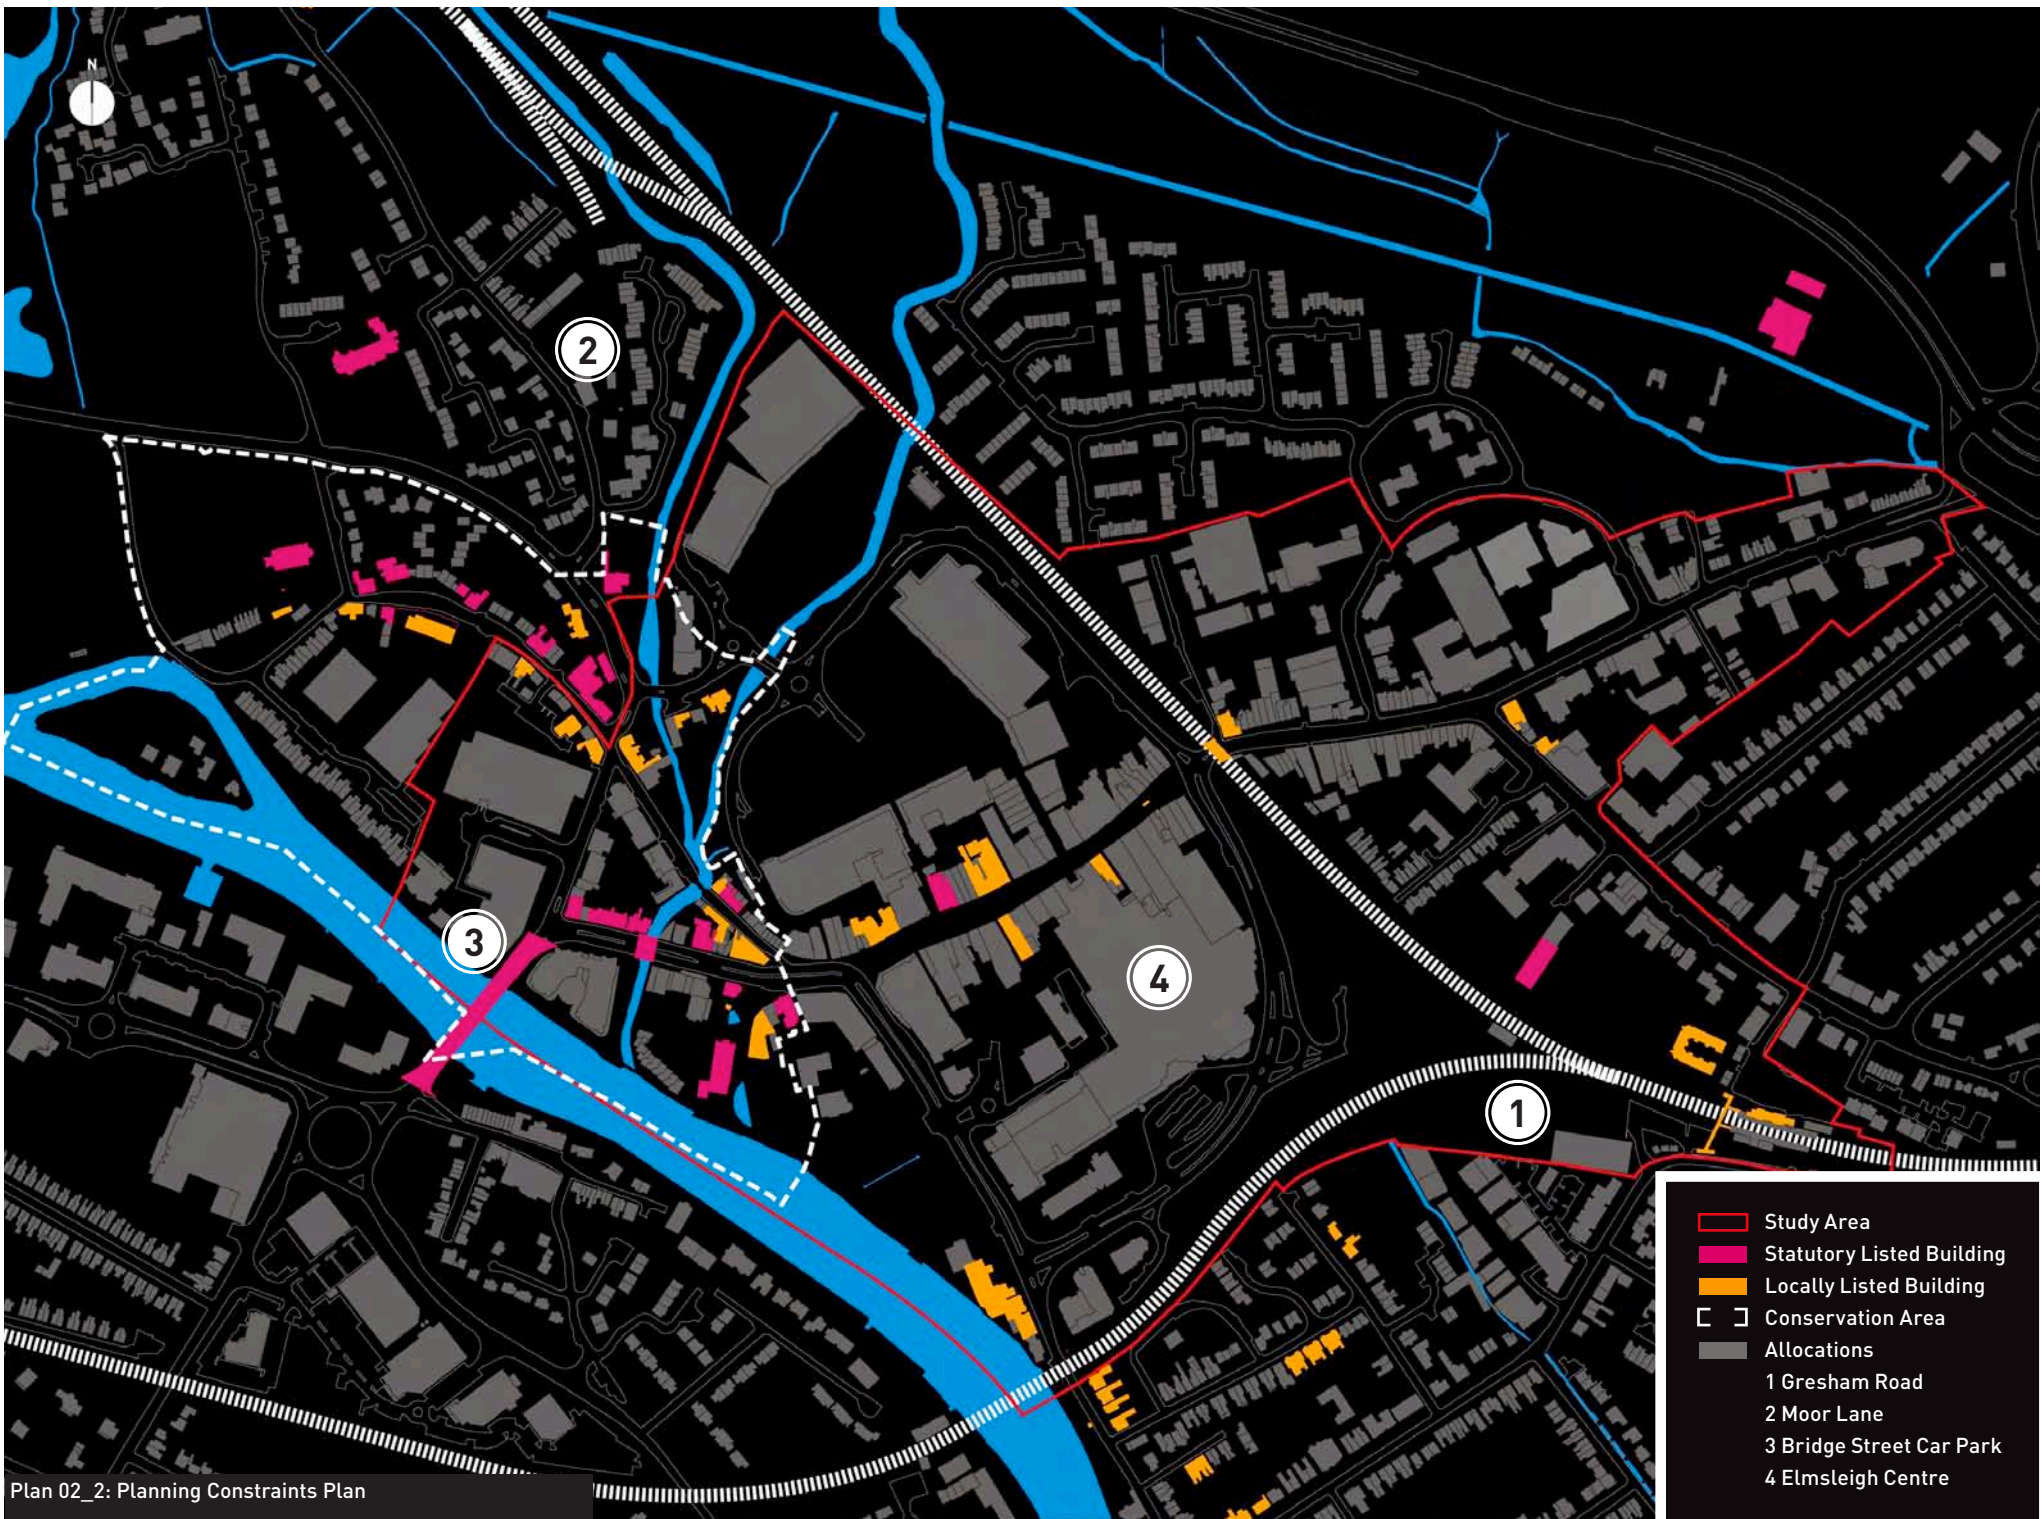 N
2
3
4
1
Study Area
Statutory Listed Building
Locally Listed Building
Conservation Area
Allocations
1 Gresham Road
2 Moor Lane
3 Bridge Street Car Park
4 Elmsleigh Centre
Plan 02_2: Planning Constraints Plan